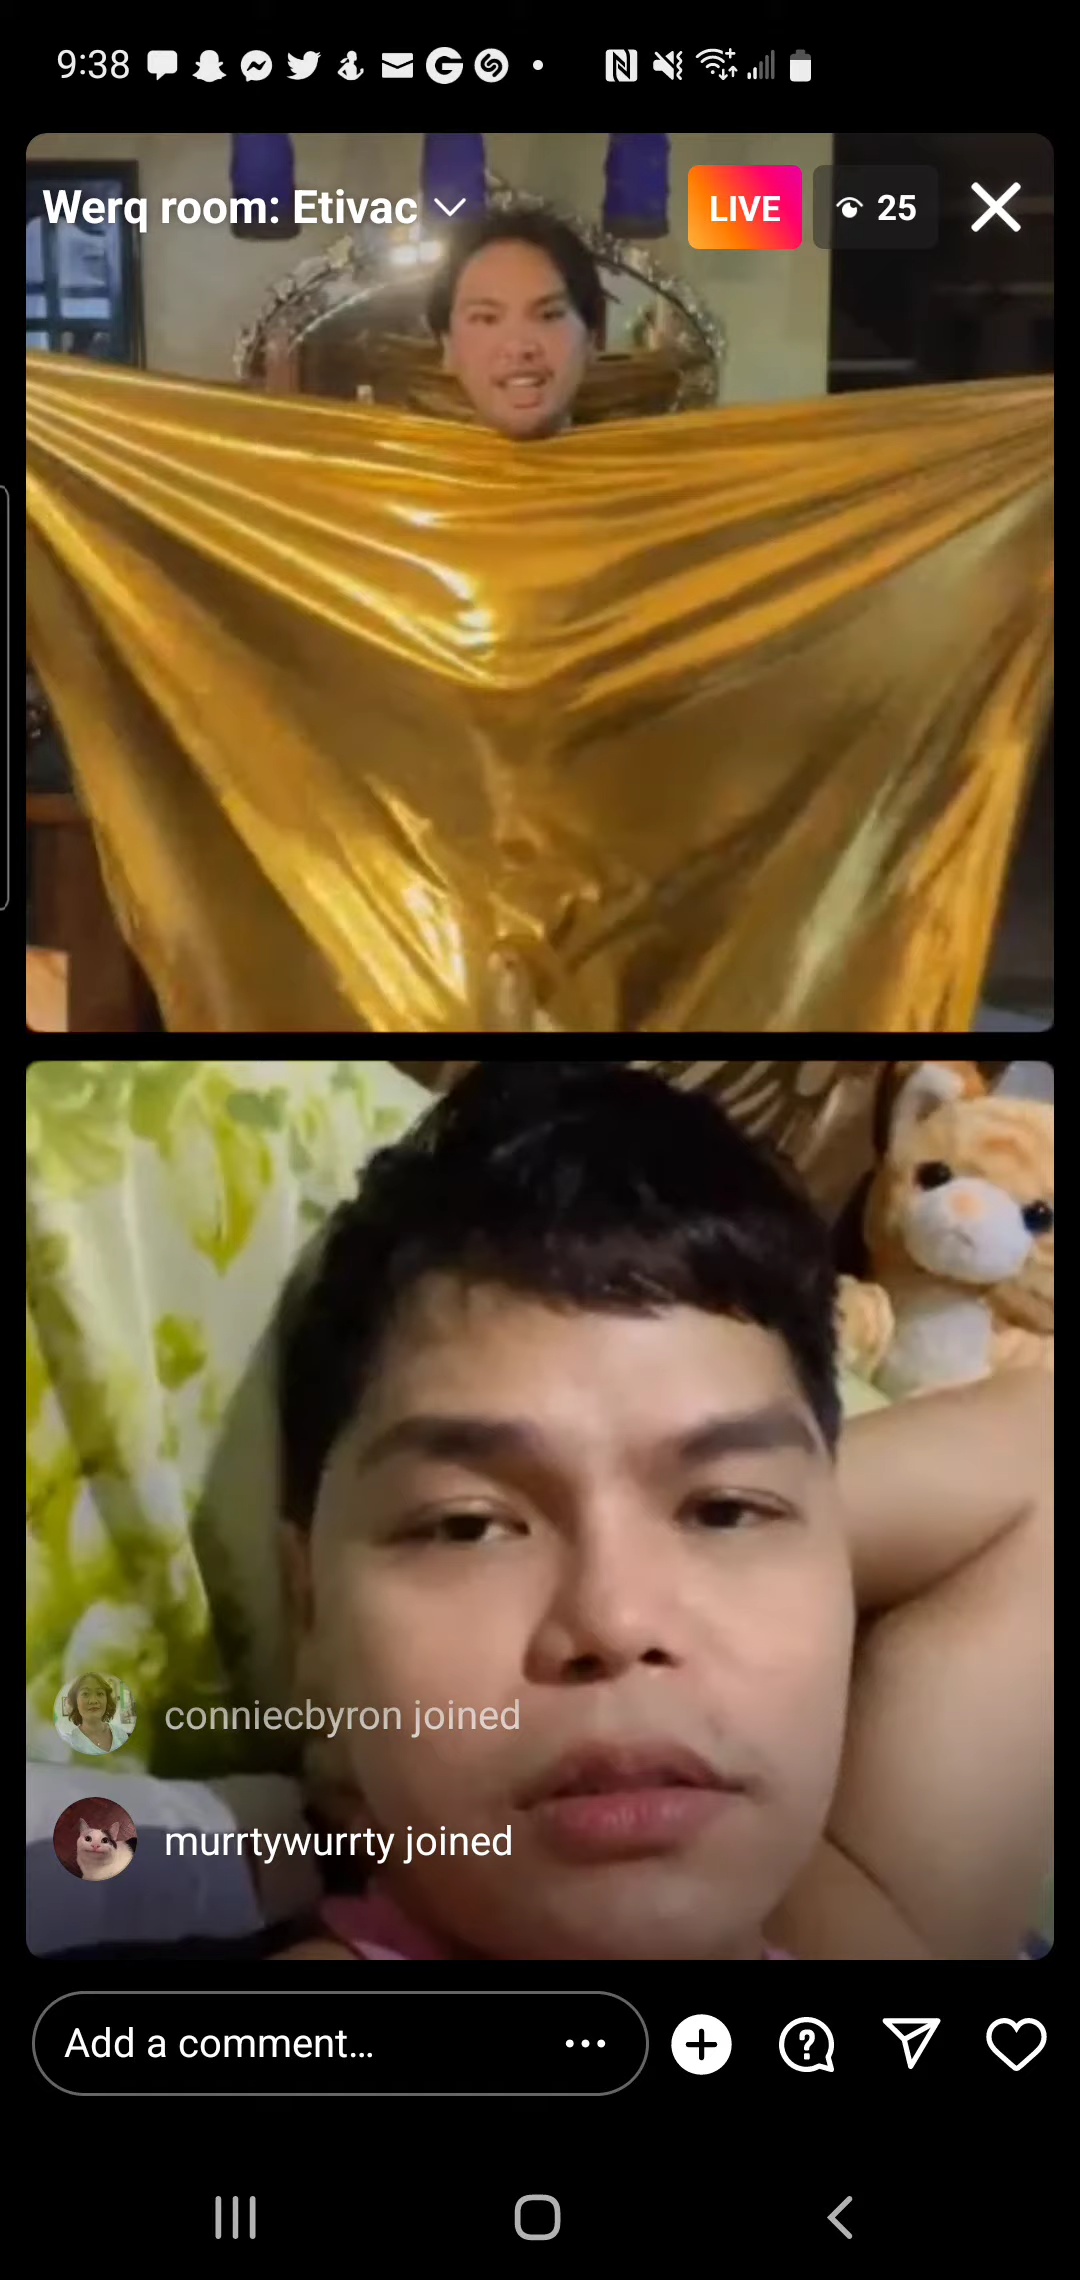 9:38
Werq room: Etivac
LIVE
25
conniecbyron joined
murrtywurrty joined
Add a comment...